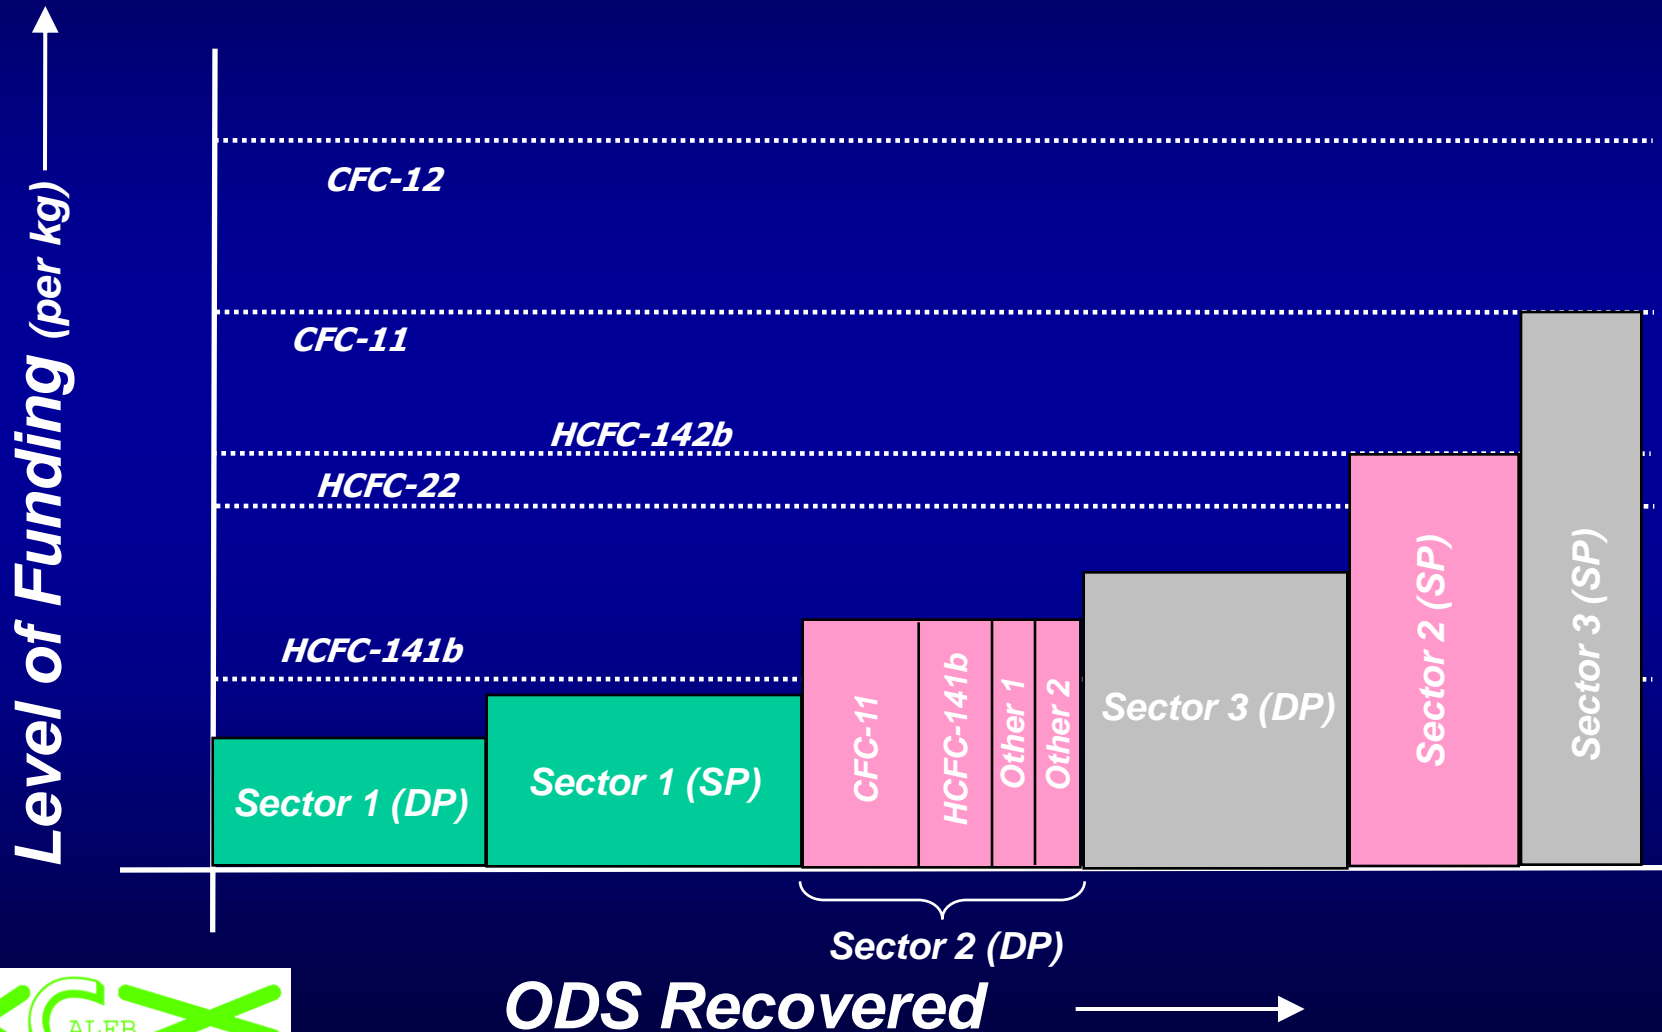 Level of Funding (per kg)
CFC-12
CFC-11
HCFC-142b
HCFC-22
HCFC-141b
Sector 1 (DP)
Sector 1 (SP)
CFC-11
HCFC-141b
Other 1
Other 2
Sector 3 (DP)
Sector 2 (SP)
Sector 3 (SP)
Sector 2 (DP)
ODS Recovered
CALEB